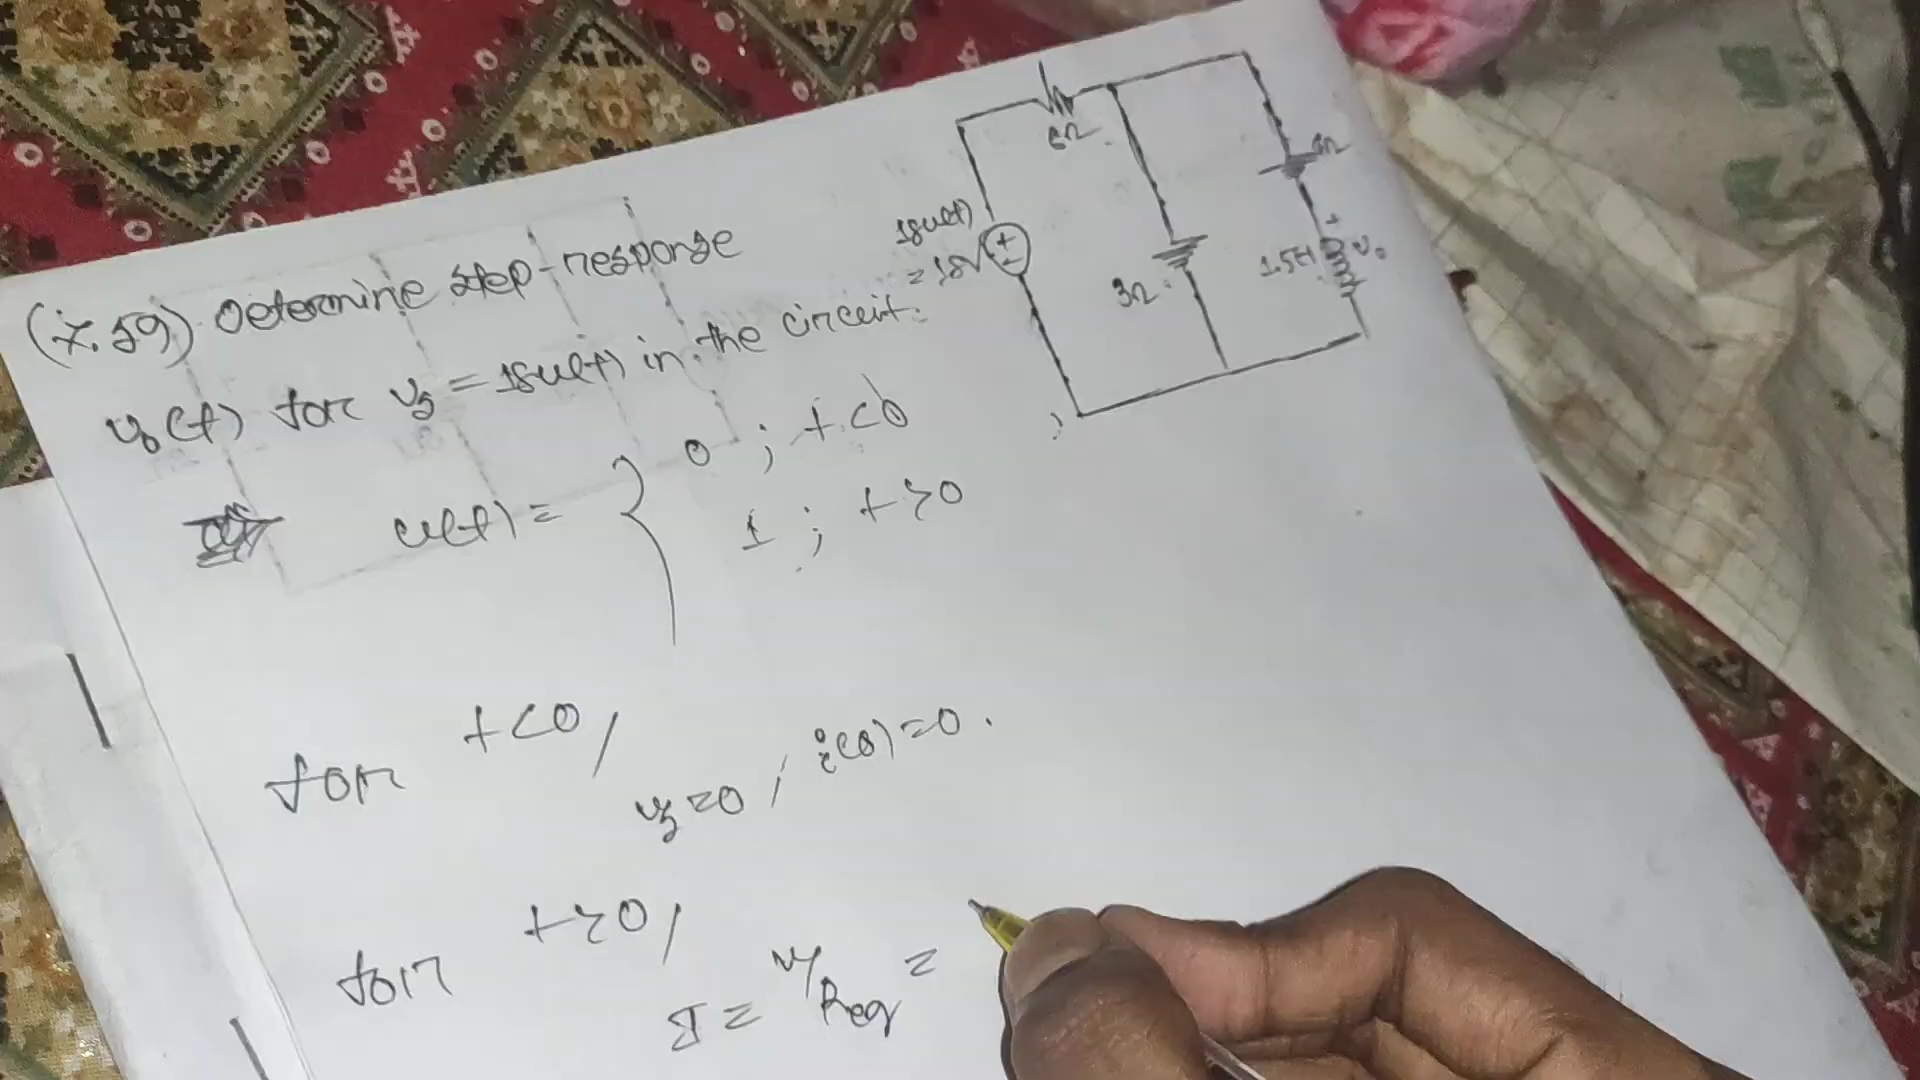 (7.59) Determine step-response
v₀(t) for vs = 18u(t) in the circuit.
u(t) = { 0 ; t<0
1 ; t>0
for t<0,
vs=0, i(0)=0.
for t>0,
I = V/Req =
6Ω
18u(t)
= 18V
+
-
3Ω
1.5H
+
v₀